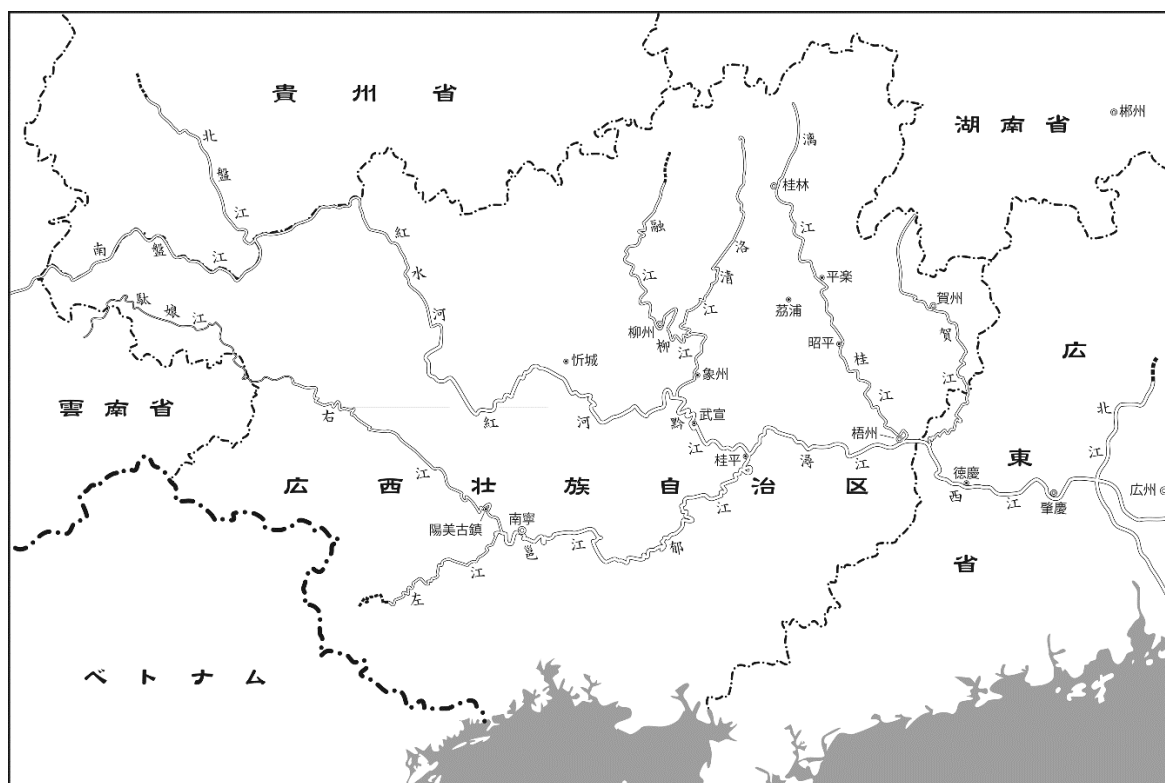 貴州省
湖南省
郴州
北盤江
南盤江
紅水河
融江
洛清江
漓江
桂林
平楽
荔浦
昭平
桂江
賀州
賀江
柳州
柳江
駄娘江
忻城
象州
武宣
黔江
紅河
雲南省
右江
広西壮族自治区
桂平
潯江
梧州
広東省
北江
徳慶
西江
肇慶
広州
陽美古鎮
南寧
邕江
郁江
左江
ベトナム